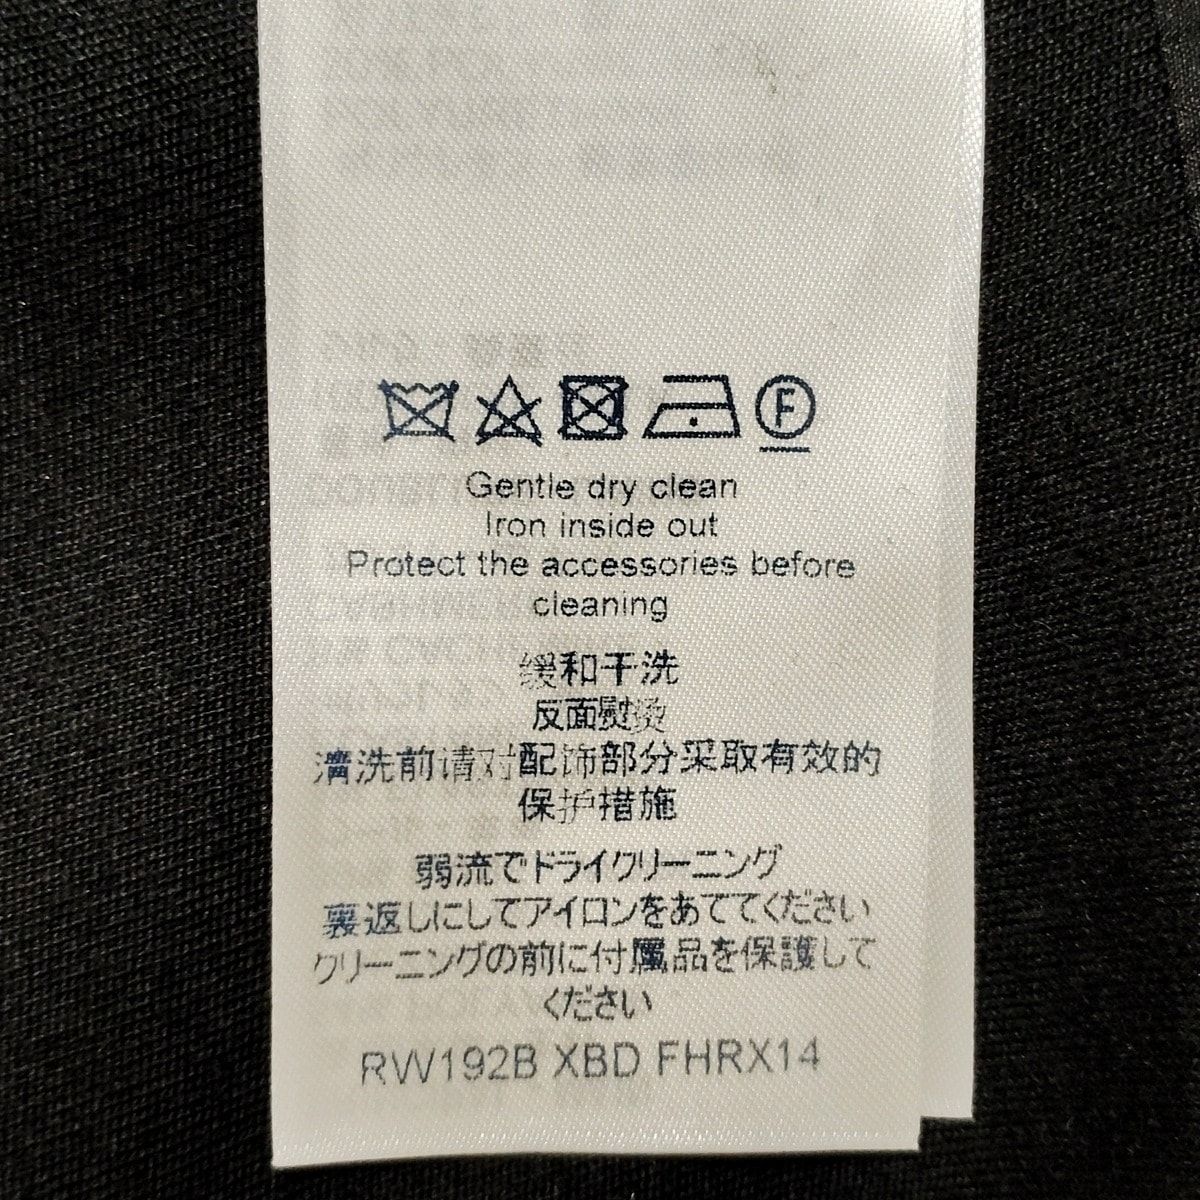 F
Gentle dry clean
Iron inside out
Protect the accessories before
cleaning
缓和干洗
反面熨烫
清洗前请对配饰部分采取有效的
保护措施
弱流でドライクリーニング
裏返しにしてアイロンをあててください
クリーニングの前に付属品を保護して
ください
RW192B XBD FHRX14